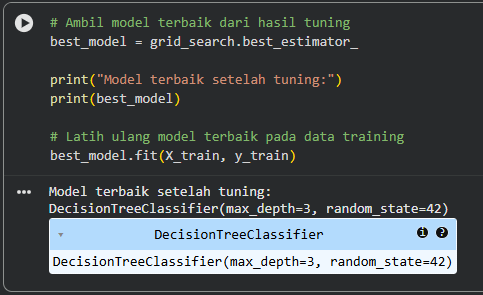 # Ambil model terbaik dari hasil tuning
best_model = grid_search.best_estimator_
print("Model terbaik setelah tuning:")
print(best_model)
# Latih ulang model terbaik pada data training
best_model.fit(X_train, y_train)
Model terbaik setelah tuning:
DecisionTreeClassifier(max_depth=3, random_state=42)
DecisionTreeClassifier
DecisionTreeClassifier(max_depth=3, random_state=42)